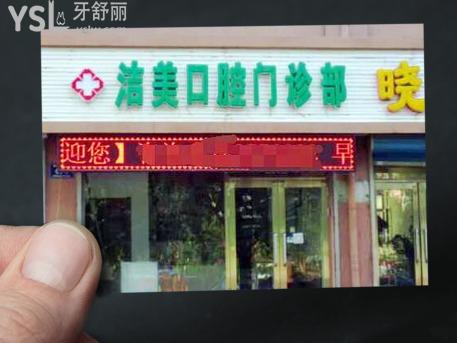 YSL 牙舒丽
洁美口腔门诊部
晓
迎您】 早